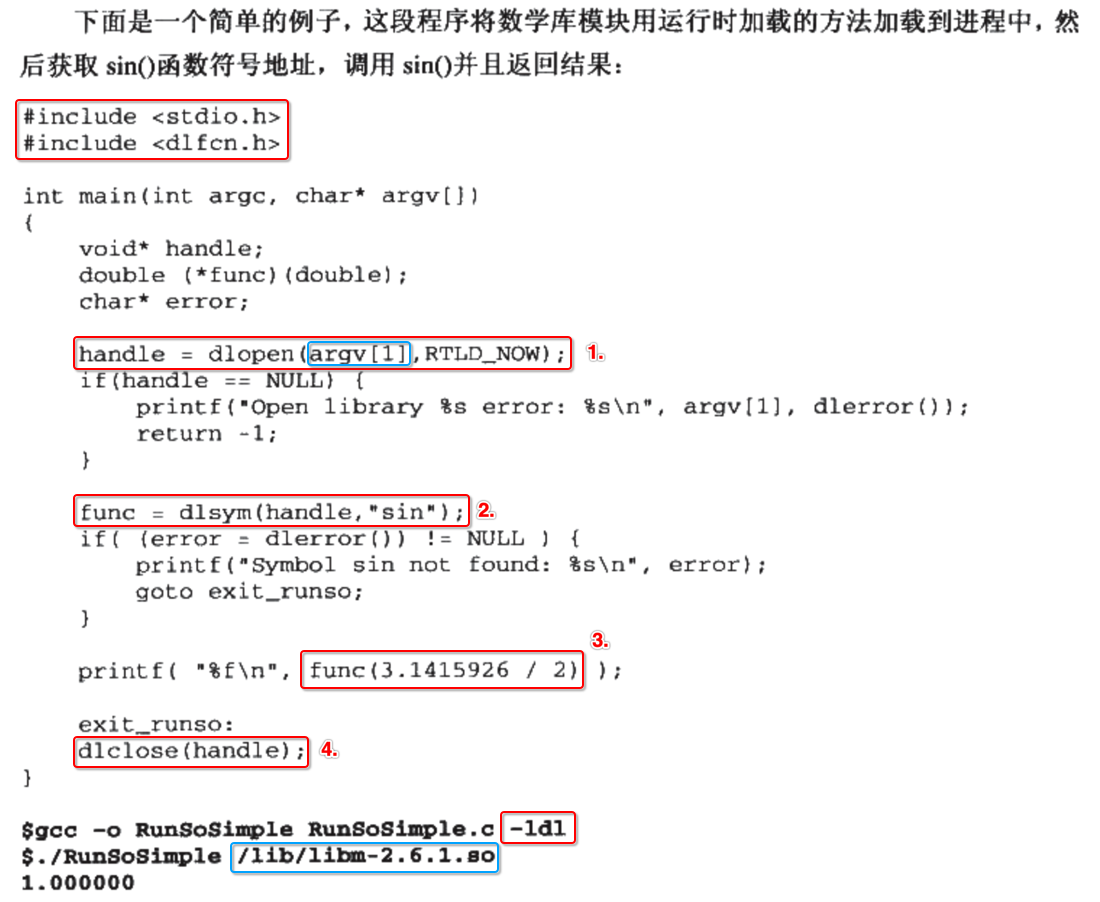 下面是一个简单的例子，这段程序将数学库模块用运行时加载的方法加载到进程中，然
后获取 sin()函数符号地址，调用 sin()并且返回结果：
#include <stdio.h>
#include <dlfcn.h>
int main(int argc, char* argv[])
{
void* handle;
double (*func)(double);
char* error;
handle = dlopen(argv[1],RTLD_NOW); 1.
if(handle == NULL) {
printf("Open library %s error: %s\n", argv[1], dlerror());
return -1;
}
func = dlsym(handle,"sin"); 2.
if( (error = dlerror()) != NULL ) {
printf("Symbol sin not found: %s\n", error);
goto exit_runso;
}
3.
printf( "%f\n", func(3.1415926 / 2) );
exit_runso:
dlclose(handle); 4.
}
$gcc -o RunSoSimple RunSoSimple.c -ldl
$./RunSoSimple /lib/libm-2.6.1.so
1.000000